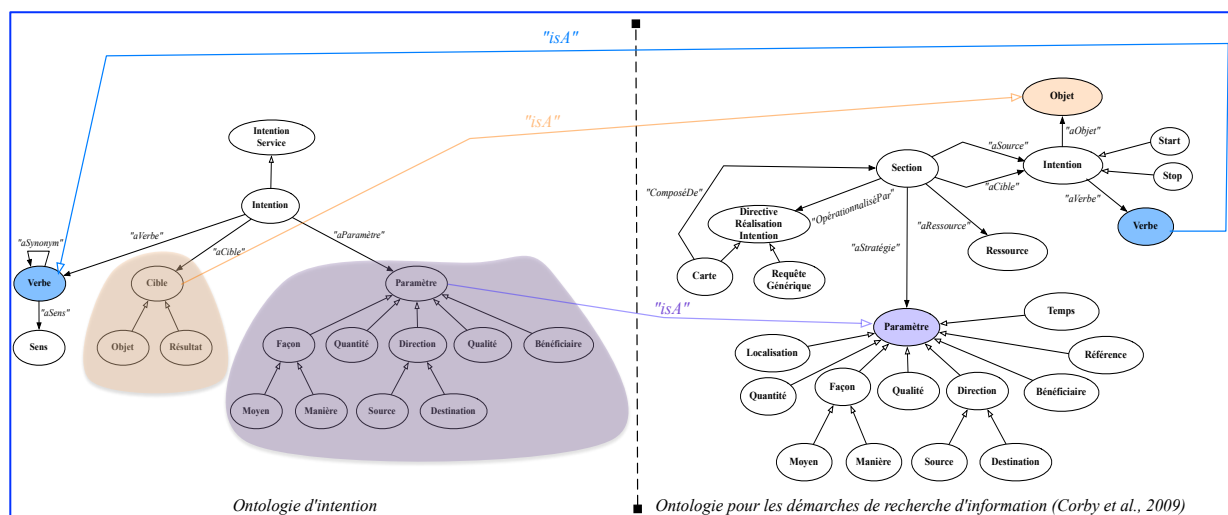 "isA"
"isA"
Intention
Service
Intention
"aSynonym"
"aVerbe"
"aCible"
"aParamètre"
Verbe
Cible
Paramètre
"aSens"
Sens
Objet
Résultat
Façon
Quantité
Direction
Qualité
Bénéficiaire
Moyen
Manière
Source
Destination
Ontologie d'intention
"isA"
Objet
"aObjet"
"aSource"
Start
Section
Intention
"aCible"
Stop
"ComposéDe"
"aVerbe"
"OpérationnaliséPar"
Directive
Réalisation
Intention
"aRessource"
Verbe
"aStratégie"
Ressource
Carte
Requête
Générique
Temps
Paramètre
Localisation
Référence
Quantité
Façon
Qualité
Direction
Bénéficiaire
Moyen
Manière
Source
Destination
Ontologie pour les démarches de recherche d'information (Corby et al., 2009)